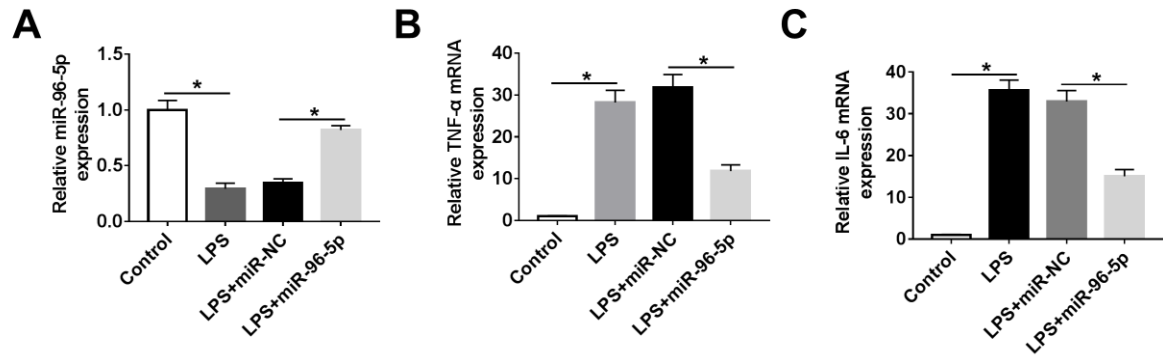 A
Relative miR-96-5p
expression
1.5
1.0
0.5
0.0
*
*
Control
LPS
LPS+miR-NC
LPS+miR-96-5p
B
Relative TNF-α mRNA
expression
40
30
20
10
0
*
*
Control
LPS
LPS+miR-NC
LPS+miR-96-5p
C
Relative IL-6 mRNA
expression
40
30
20
10
0
*
*
Control
LPS
LPS+miR-NC
LPS+miR-96-5p